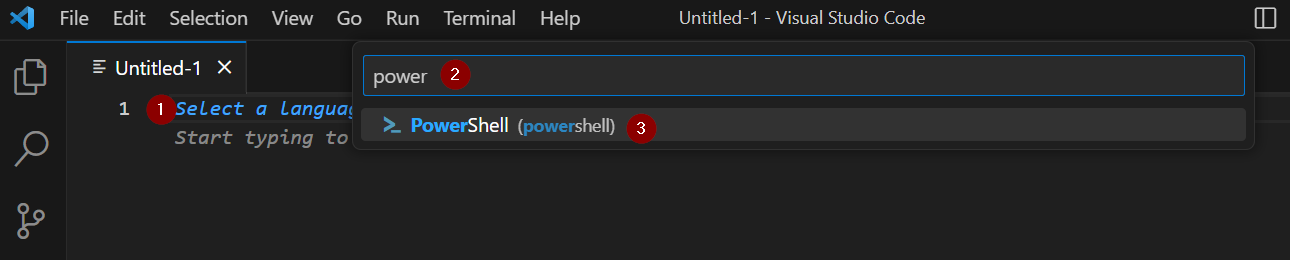 File Edit Selection View Go Run Terminal Help Untitled-1 - Visual Studio Code
Untitled-1
power 2
1 1 Select a languag
PowerShell (powershell) 3
Start typing to